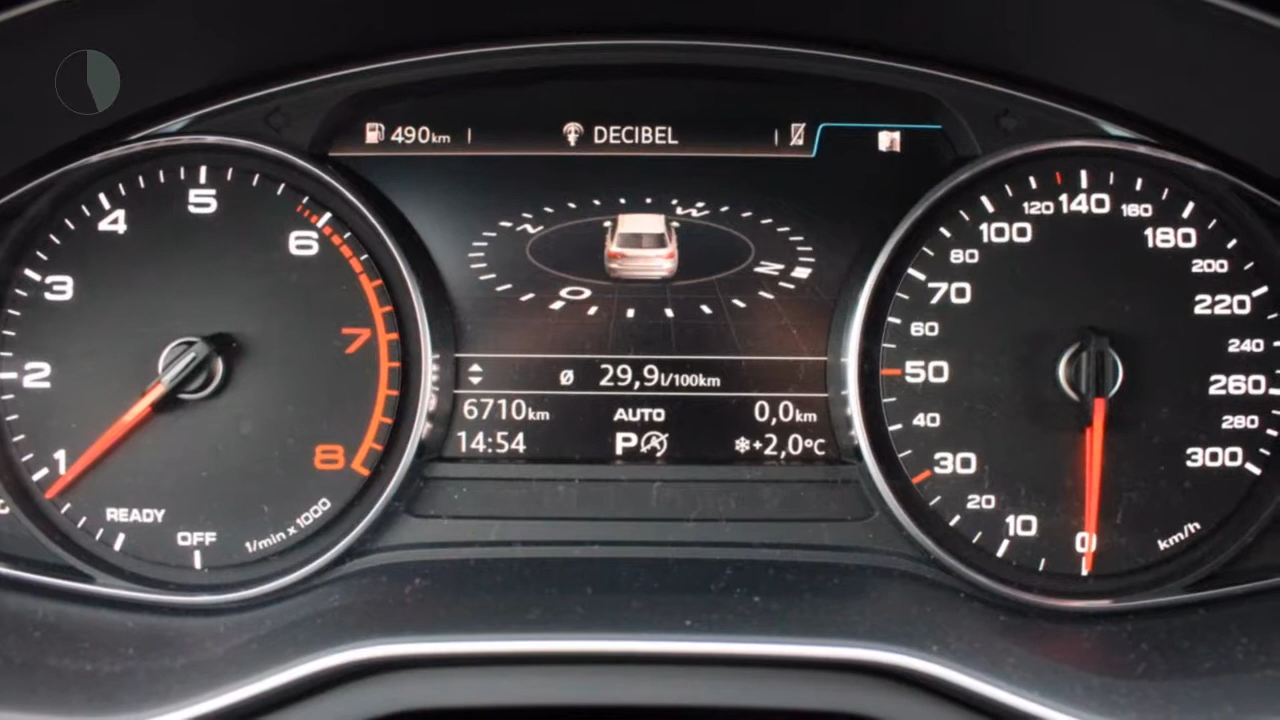 490km
DECIBEL
1
2
3
4
5
6
7
8
READY
OFF
1/min x 1000
N
W
Z
O
ø 29,9l/100km
6710km
AUTO
0,0km
14:54
P
A
+2,0°C
0
10
20
30
40
50
60
70
80
100
120
140
160
180
200
220
240
260
280
300
km/h